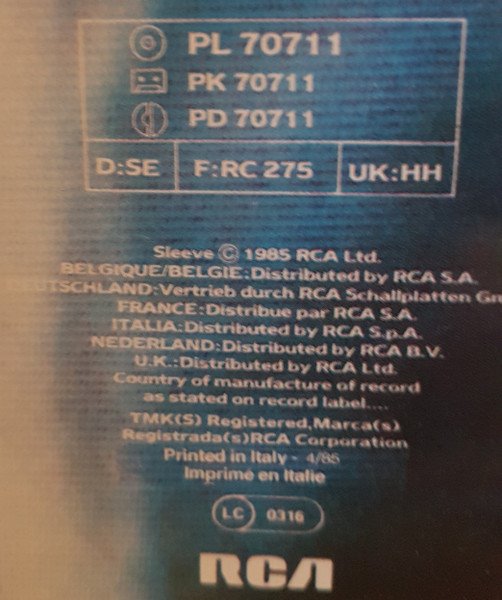 PL 70711
PK 70711
PD 70711
D:SE F:RC 275 UK:HH
Sleeve © 1985 RCA Ltd.
BELGIQUE/BELGIE:Distributed by RCA S.A.
DEUTSCHLAND:Vertrieb durch RCA Schallplatten Gm
FRANCE:Distribue par RCA S.A.
ITALIA:Distributed by RCA S.p.A.
NEDERLAND:Distributed by RCA B.V.
U.K.:Distributed by RCA Ltd.
Country of manufacture of record
as stated on record label....
TMK(S) Registered,Marca(s)
Registrada(s)RCA Corporation
Printed in Italy - 4/85
Imprimé en Italie
LC 0316
RCA